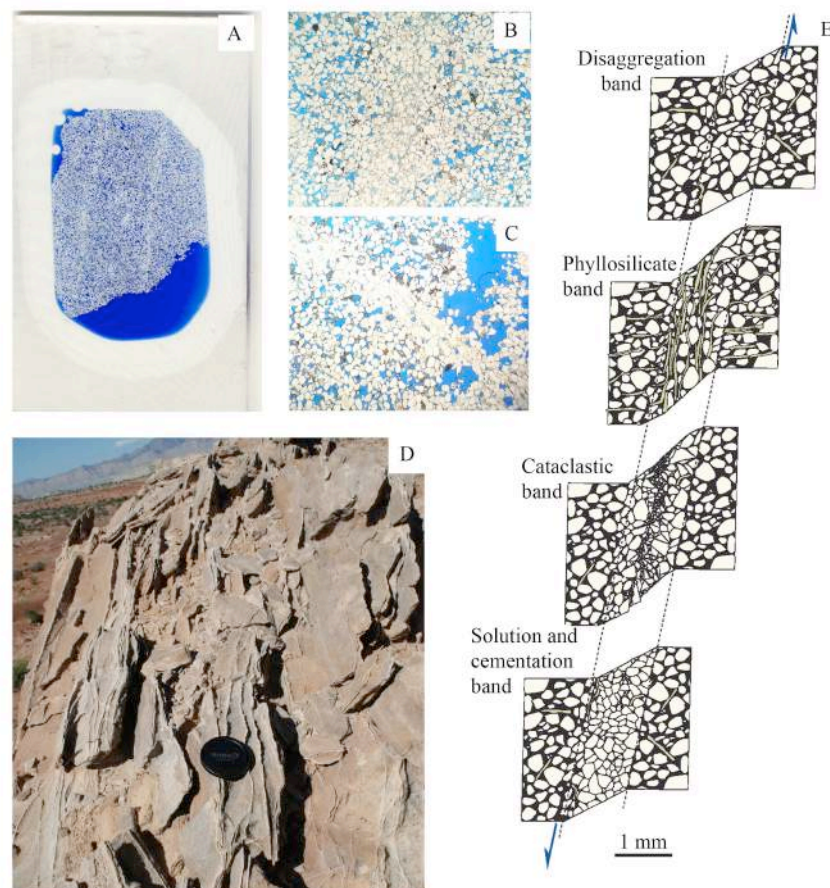 A
B
C
D
E
Disaggregation
band
Phyllosilicate
band
Cataclastic
band
Solution and
cementation
band
1 mm